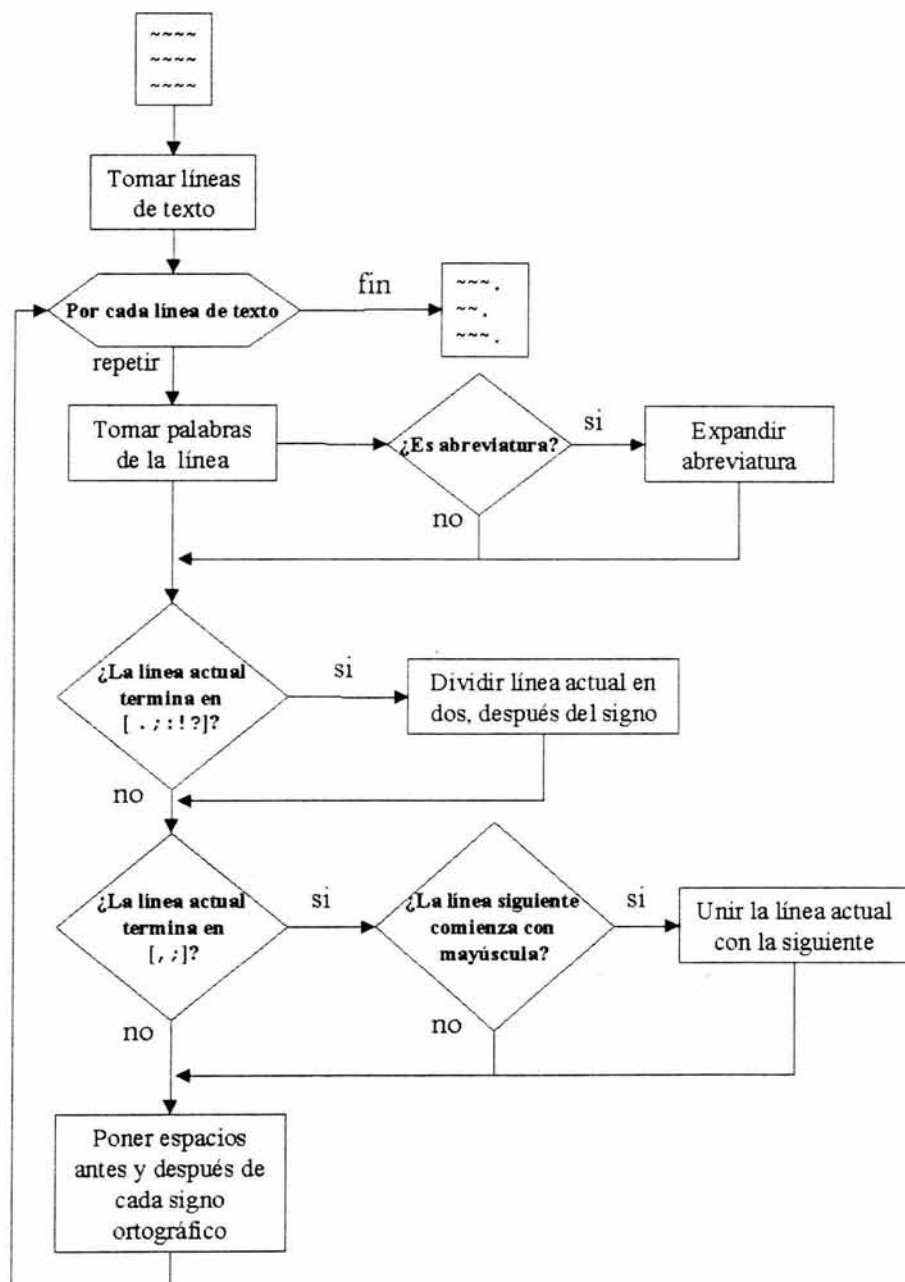 ~~~~
~~~~
~~~~
Tomar líneas
de texto
Por cada línea de texto
fin
~~~.
~~.
~~~.
repetir
Tomar palabras
de la línea
¿Es abreviatura?
si
Expandir
abreviatura
no
¿La línea actual
termina en
[ .;:!?]?
si
Dividir línea actual en
dos, después del signo
no
¿La línea actual
termina en
[,;]?
si
¿La línea siguiente
comienza con
mayúscula?
si
Unir la línea actual
con la siguiente
no
no
Poner espacios
antes y después de
cada signo
ortográfico